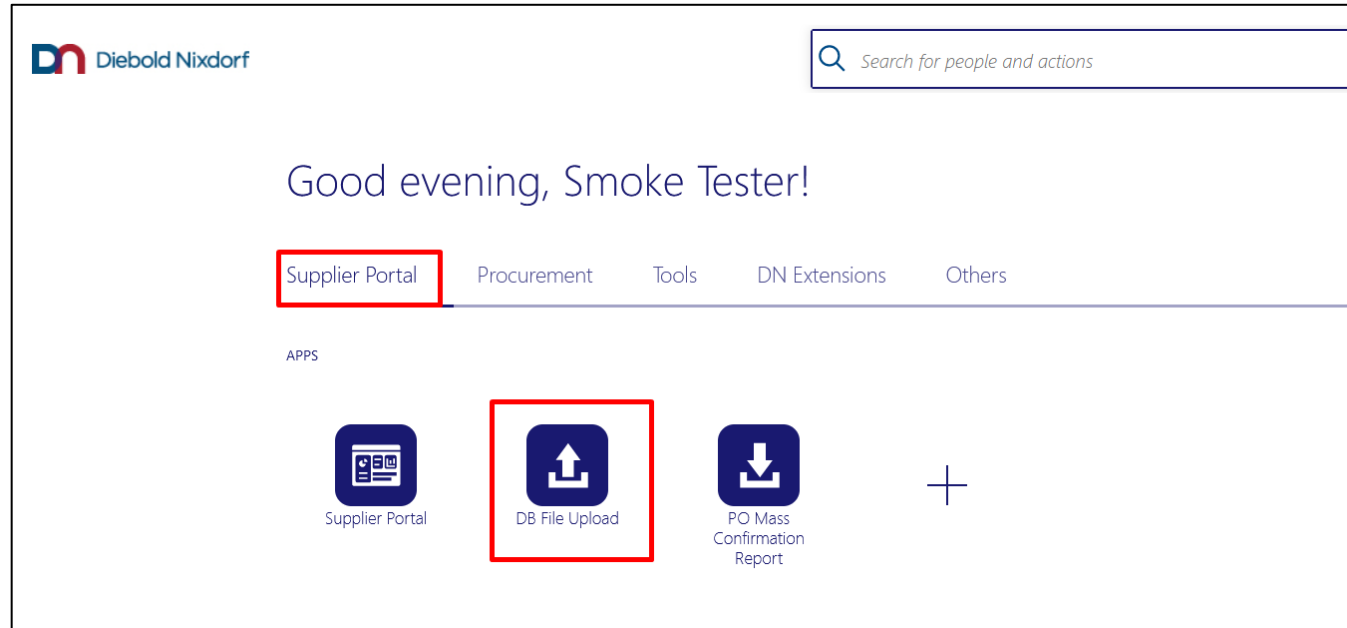 DN Diebold Nixdorf
Search for people and actions
Good evening, Smoke Tester!
Supplier Portal Procurement Tools DN Extensions Others
APPS
Supplier Portal
DB File Upload
PO Mass
Confirmation
Report